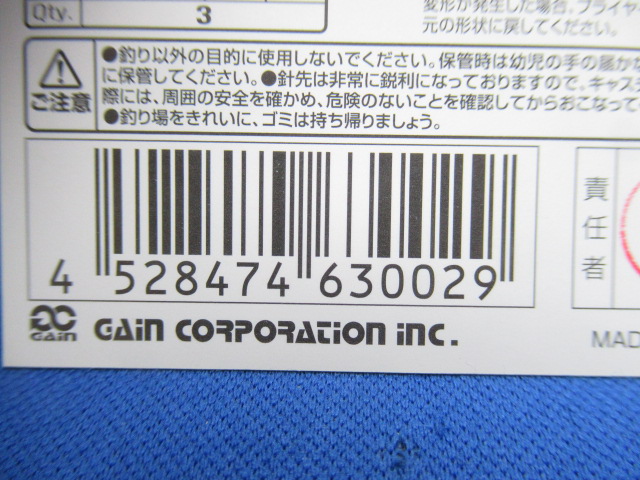 変形が発生した場合、プライヤ
元の形状に戻してください。
Qty. 3
●釣り以外の目的に使用しないでください。保管時は幼児の手の届かな
に保管してください。●針先は非常に鋭利になっておりますので、キャス
際には、周囲の安全を確かめ、危険のないことを確認してからおこなって
●釣り場をきれいに、ゴミは持ち帰りましょう。
ご注意
4 528474 630029
責任者
GAIN
GAIN CORPORATION INC.
MAD